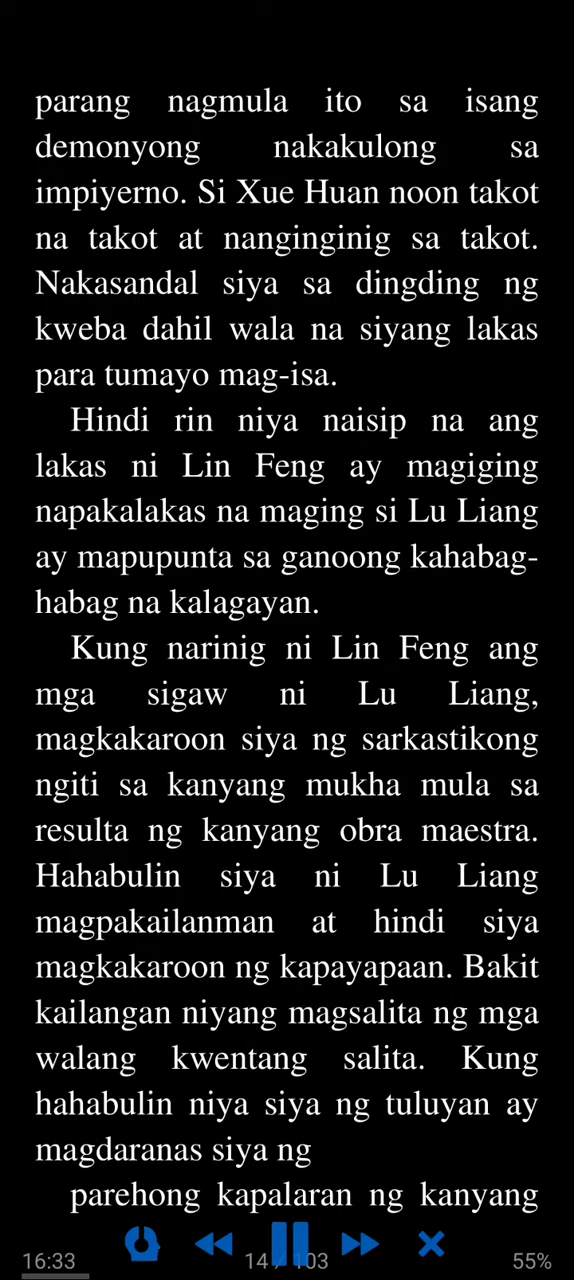 parang nagmula ito sa isang
demonyong nakakulong sa
impiyerno. Si Xue Huan noon takot
na takot at nanginginig sa takot.
Nakasandal siya sa dingding ng
kweba dahil wala na siyang lakas
para tumayo mag-isa.
Hindi rin niya naisip na ang
lakas ni Lin Feng ay magiging
napakalakas na maging si Lu Liang
ay mapupunta sa ganoong kahabag-
habag na kalagayan.
Kung narinig ni Lin Feng ang
mga sigaw ni Lu Liang,
magkakaroon siya ng sarkastikong
ngiti sa kanyang mukha mula sa
resulta ng kanyang obra maestra.
Hahabulin siya ni Lu Liang
magpakailanman at hindi siya
magkakaroon ng kapayapaan. Bakit
kailangan niyang magsalita ng mga
walang kwentang salita. Kung
hahabulin niya siya ng tuluyan ay
magdaranas siya ng
parehong kapalaran ng kanyang
16:33 14 / 103 55%